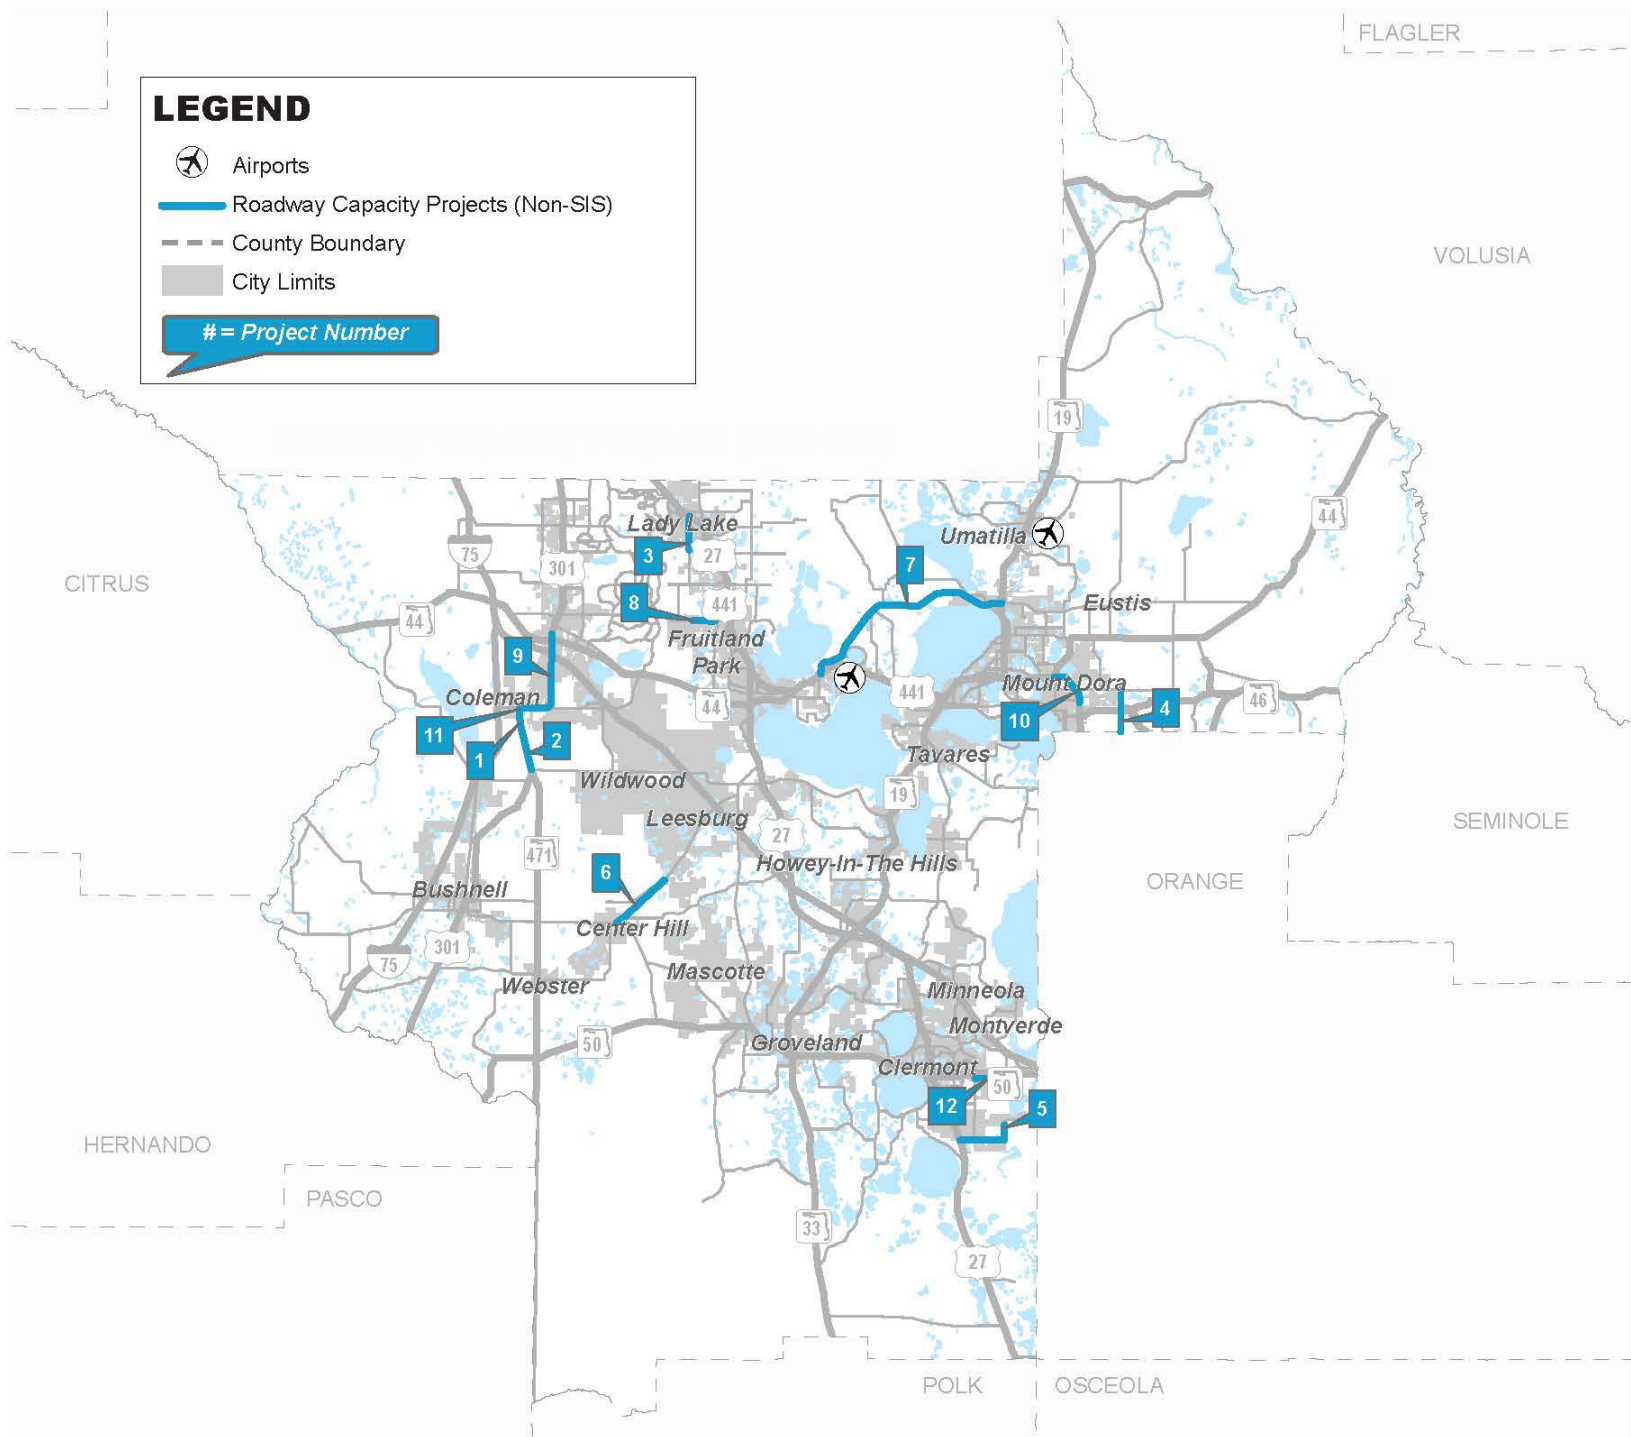 FLAGLER
LEGEND
Airports
Roadway Capacity Projects (Non-SIS)
County Boundary
City Limits
# = Project Number
VOLUSIA
19
44
Lady Lake
Umatilla
75
3
27
7
301
CITRUS
8
441
Eustis
44
Fruitland
Park
9
Mount Dora
Coleman
441
46
44
10
4
11
2
1
Tavares
Wildwood
19
Leesburg
SEMINOLE
27
471
Howey-In-The Hills
6
ORANGE
Bushnell
Center Hill
301
75
Mascotte
Webster
Minneola
Montverde
50
Groveland
Clermont
50
12
5
HERNANDO
PASCO
33
27
POLK
OSCEOLA